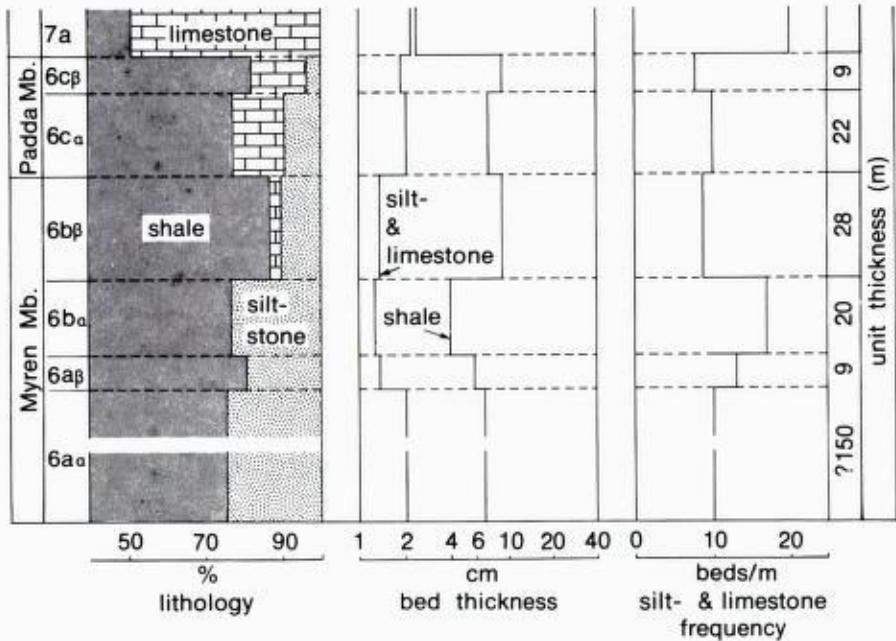 7a
limestone
Padda Mb.
6cβ
9
6cα
22
Myren Mb.
6bβ
shale
silt-
&
limestone
28
unit thickness (m)
6bα
silt-
stone
shale
20
6aβ
9
6aα
?150
50 70 90
%
lithology
1 2 4 6 10 20 40
cm
bed thickness
0 10 20
beds/m
silt- & limestone
frequency